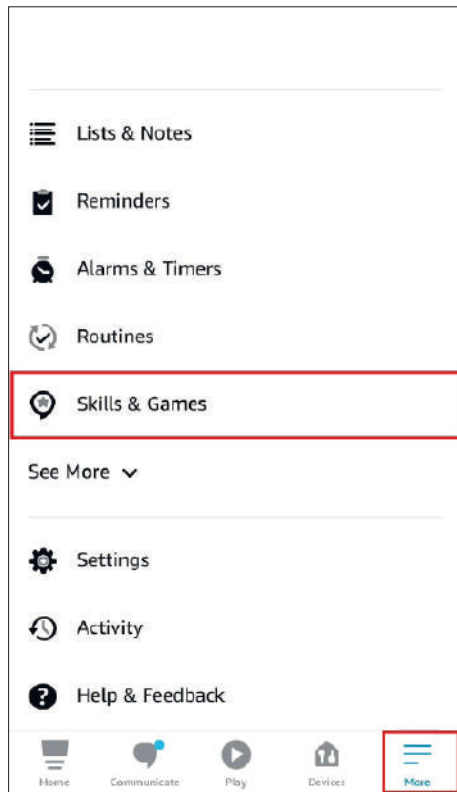 Lists & Notes
Reminders
Alarms & Timers
Routines
Skills & Games
See More
Settings
Activity
Help & Feedback
Home Communicate Play Devices More